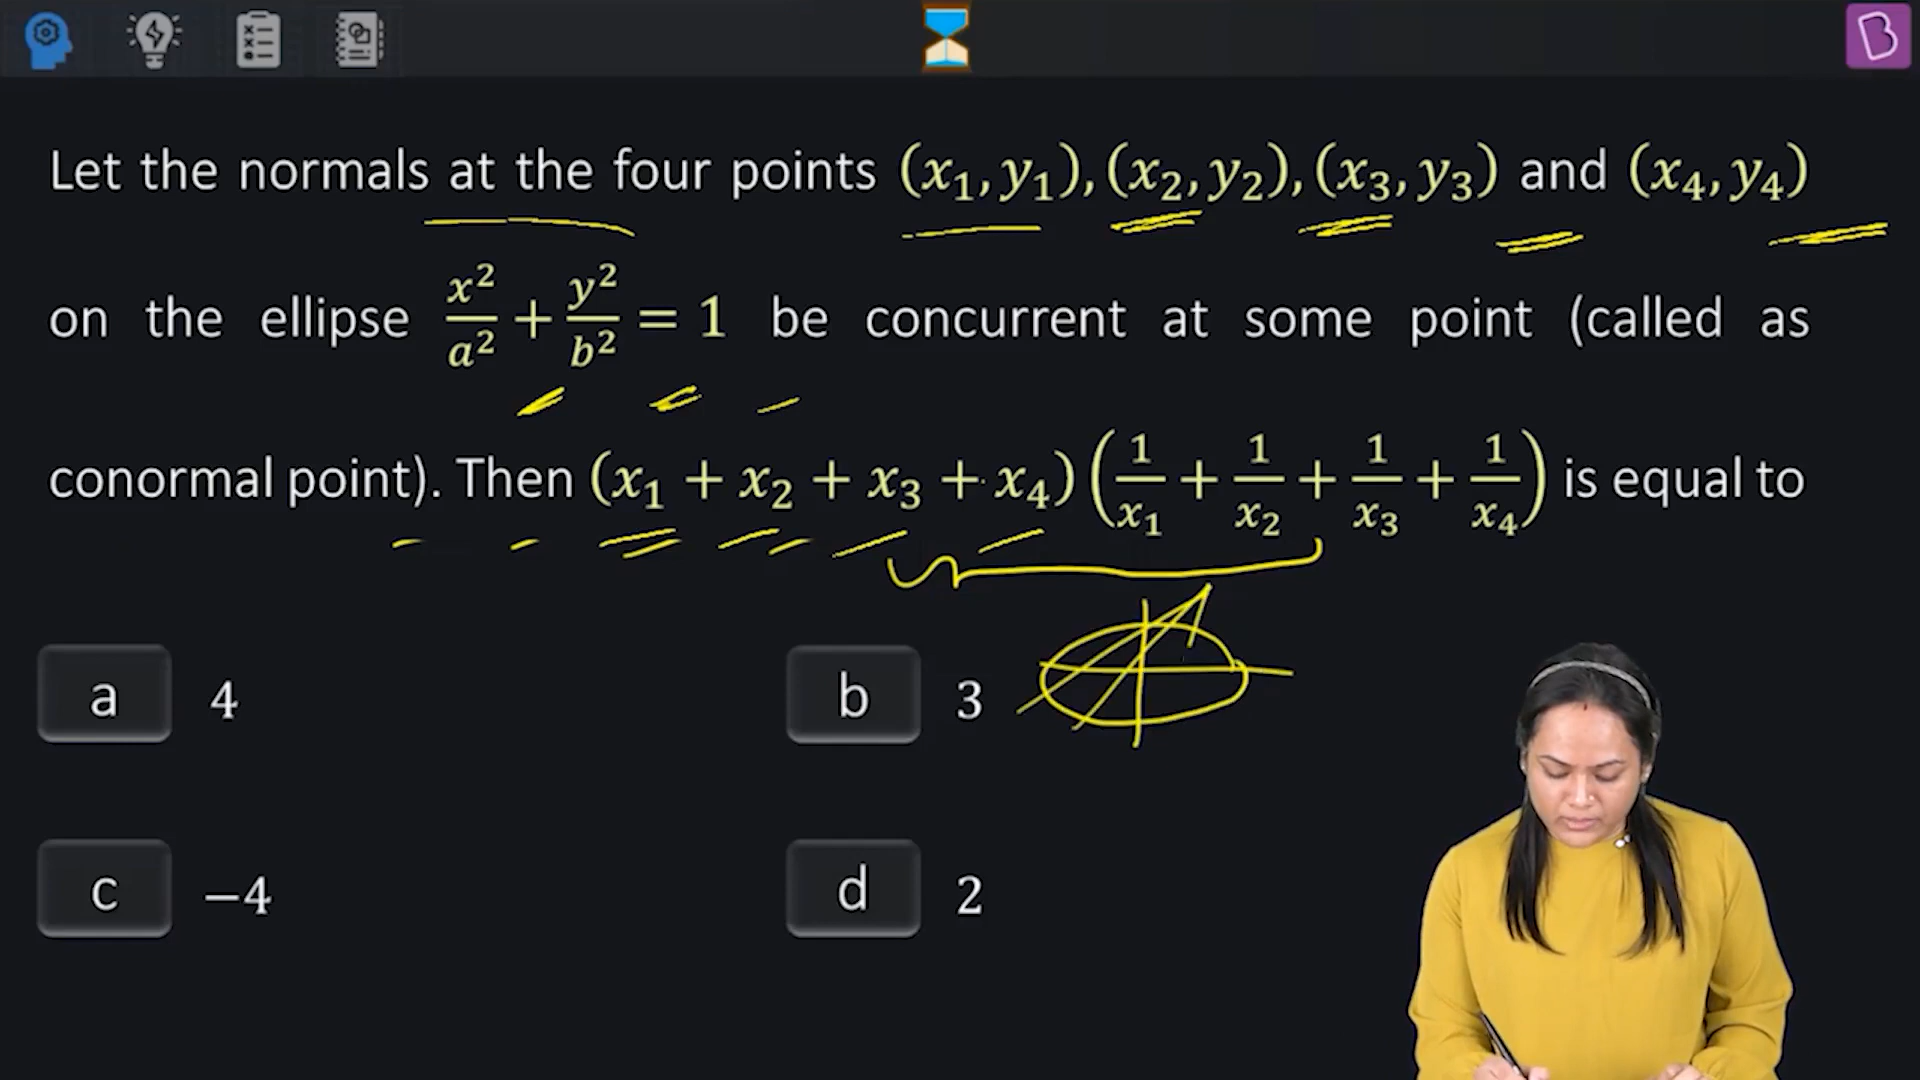 Let the normals at the four points (x₁, y₁), (x₂, y₂), (x₃, y₃) and (x₄, y₄)
on the ellipse x²/a² + y²/b² = 1 be concurrent at some point (called as
conormal point). Then (x₁ + x₂ + x₃ + x₄)(1/x₁ + 1/x₂ + 1/x₃ + 1/x₄) is equal to
a 4
b 3
c −4
d 2